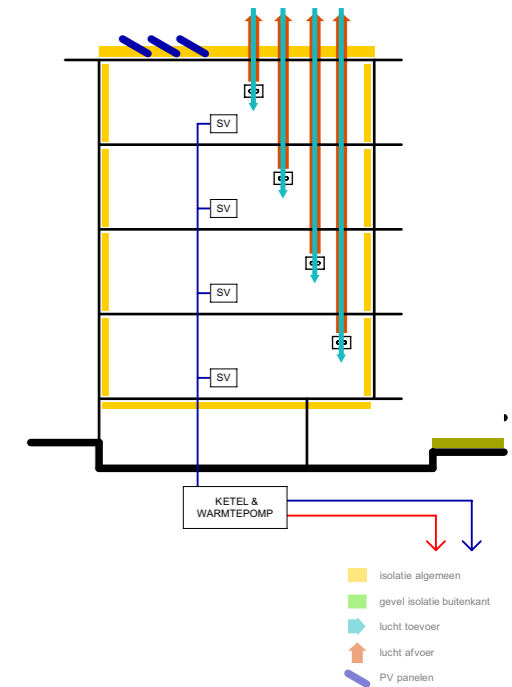 SV
SV
SV
SV
KETEL &
WARMTEPOMP
isolatie algemeen
gevel isolatie buitenkant
lucht toevoer
lucht afvoer
PV panelen